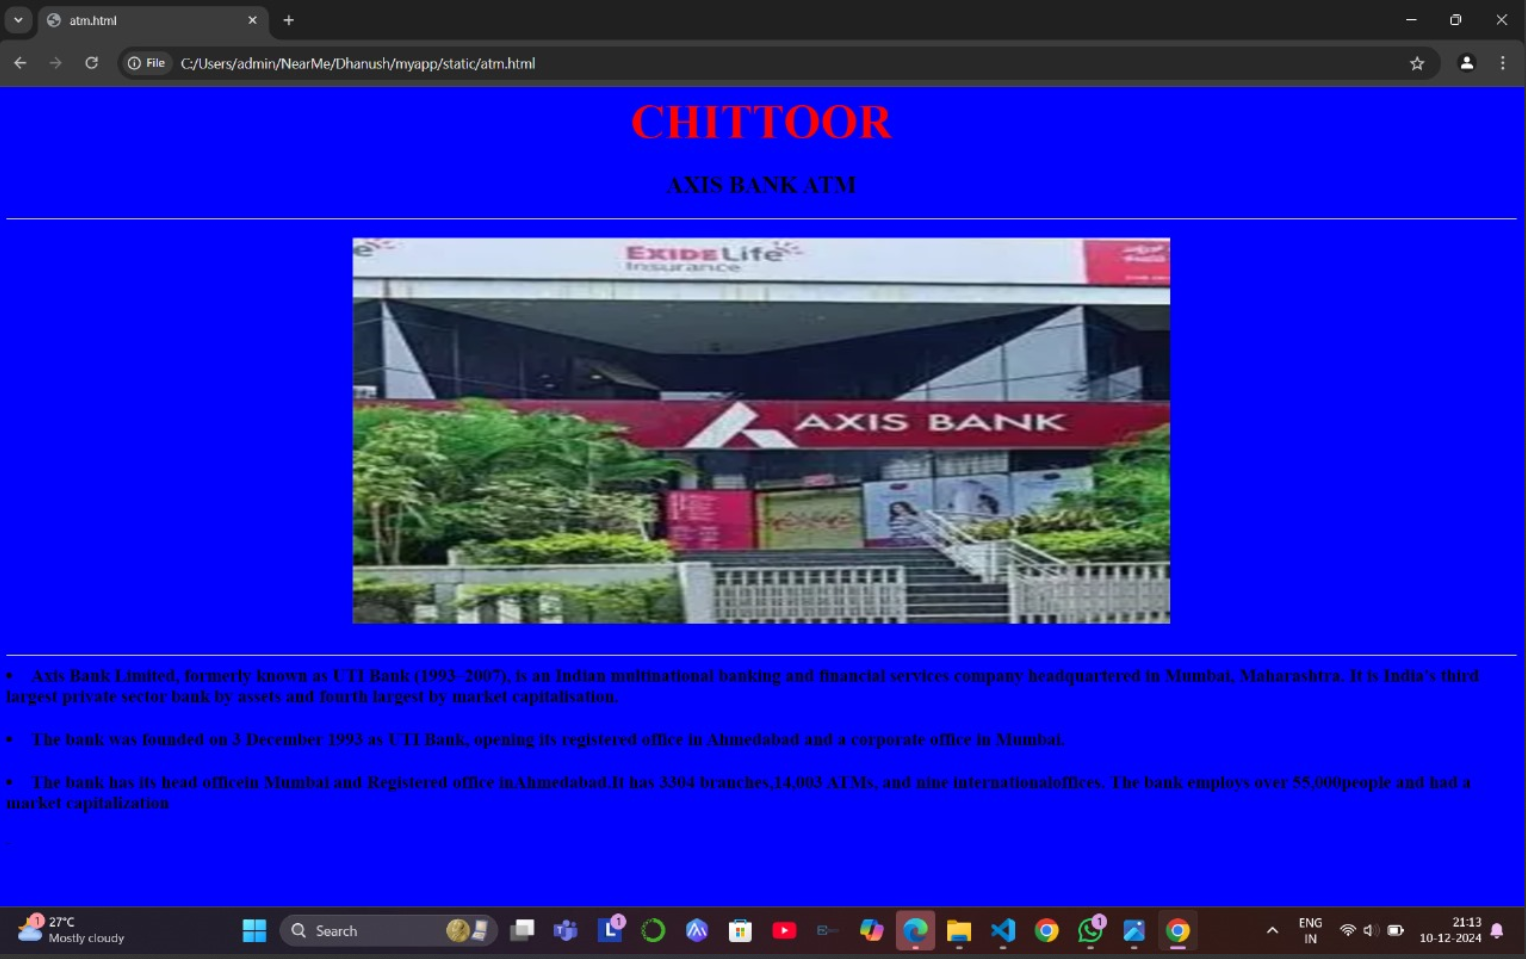 atm.html
File
C:/Users/admin/NearMe/Dhanush/myapp/static/atm.html
CHITTOOR
AXIS BANK ATM
e
EXIDE Life
Insurance
AXIS BANK
• Axis Bank Limited, formerly known as UTI Bank (1993–2007), is an Indian multinational banking and financial services company headquartered in Mumbai, Maharashtra. It is India's third
largest private sector bank by assets and fourth largest by market capitalisation.
• The bank was founded on 3 December 1993 as UTI Bank, opening its registered office in Ahmedabad and a corporate office in Mumbai.
• The bank has its head officein Mumbai and Registered office inAhmedabad.It has 3304 branches,14,003 ATMs, and nine internationaloffices. The bank employs over 55,000people and had a
market capitalization
.
1
27°C
Mostly cloudy
Search
L
1
1
ENG
IN
21:13
10-12-2024